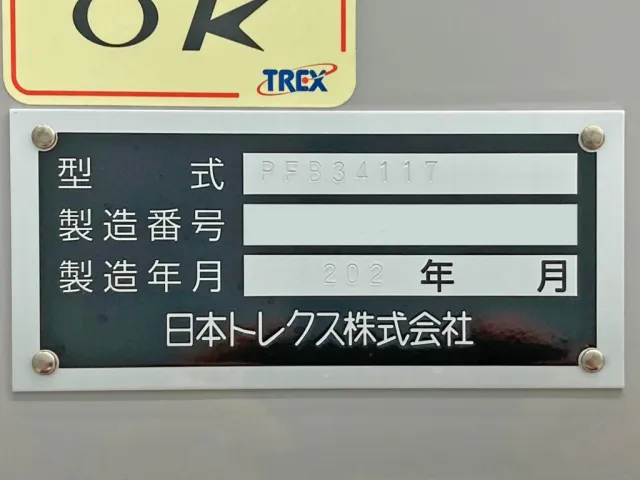 OK
TREX
型式 PFB34117
製造番号
製造年月 202 年 月
日本トレクス株式会社